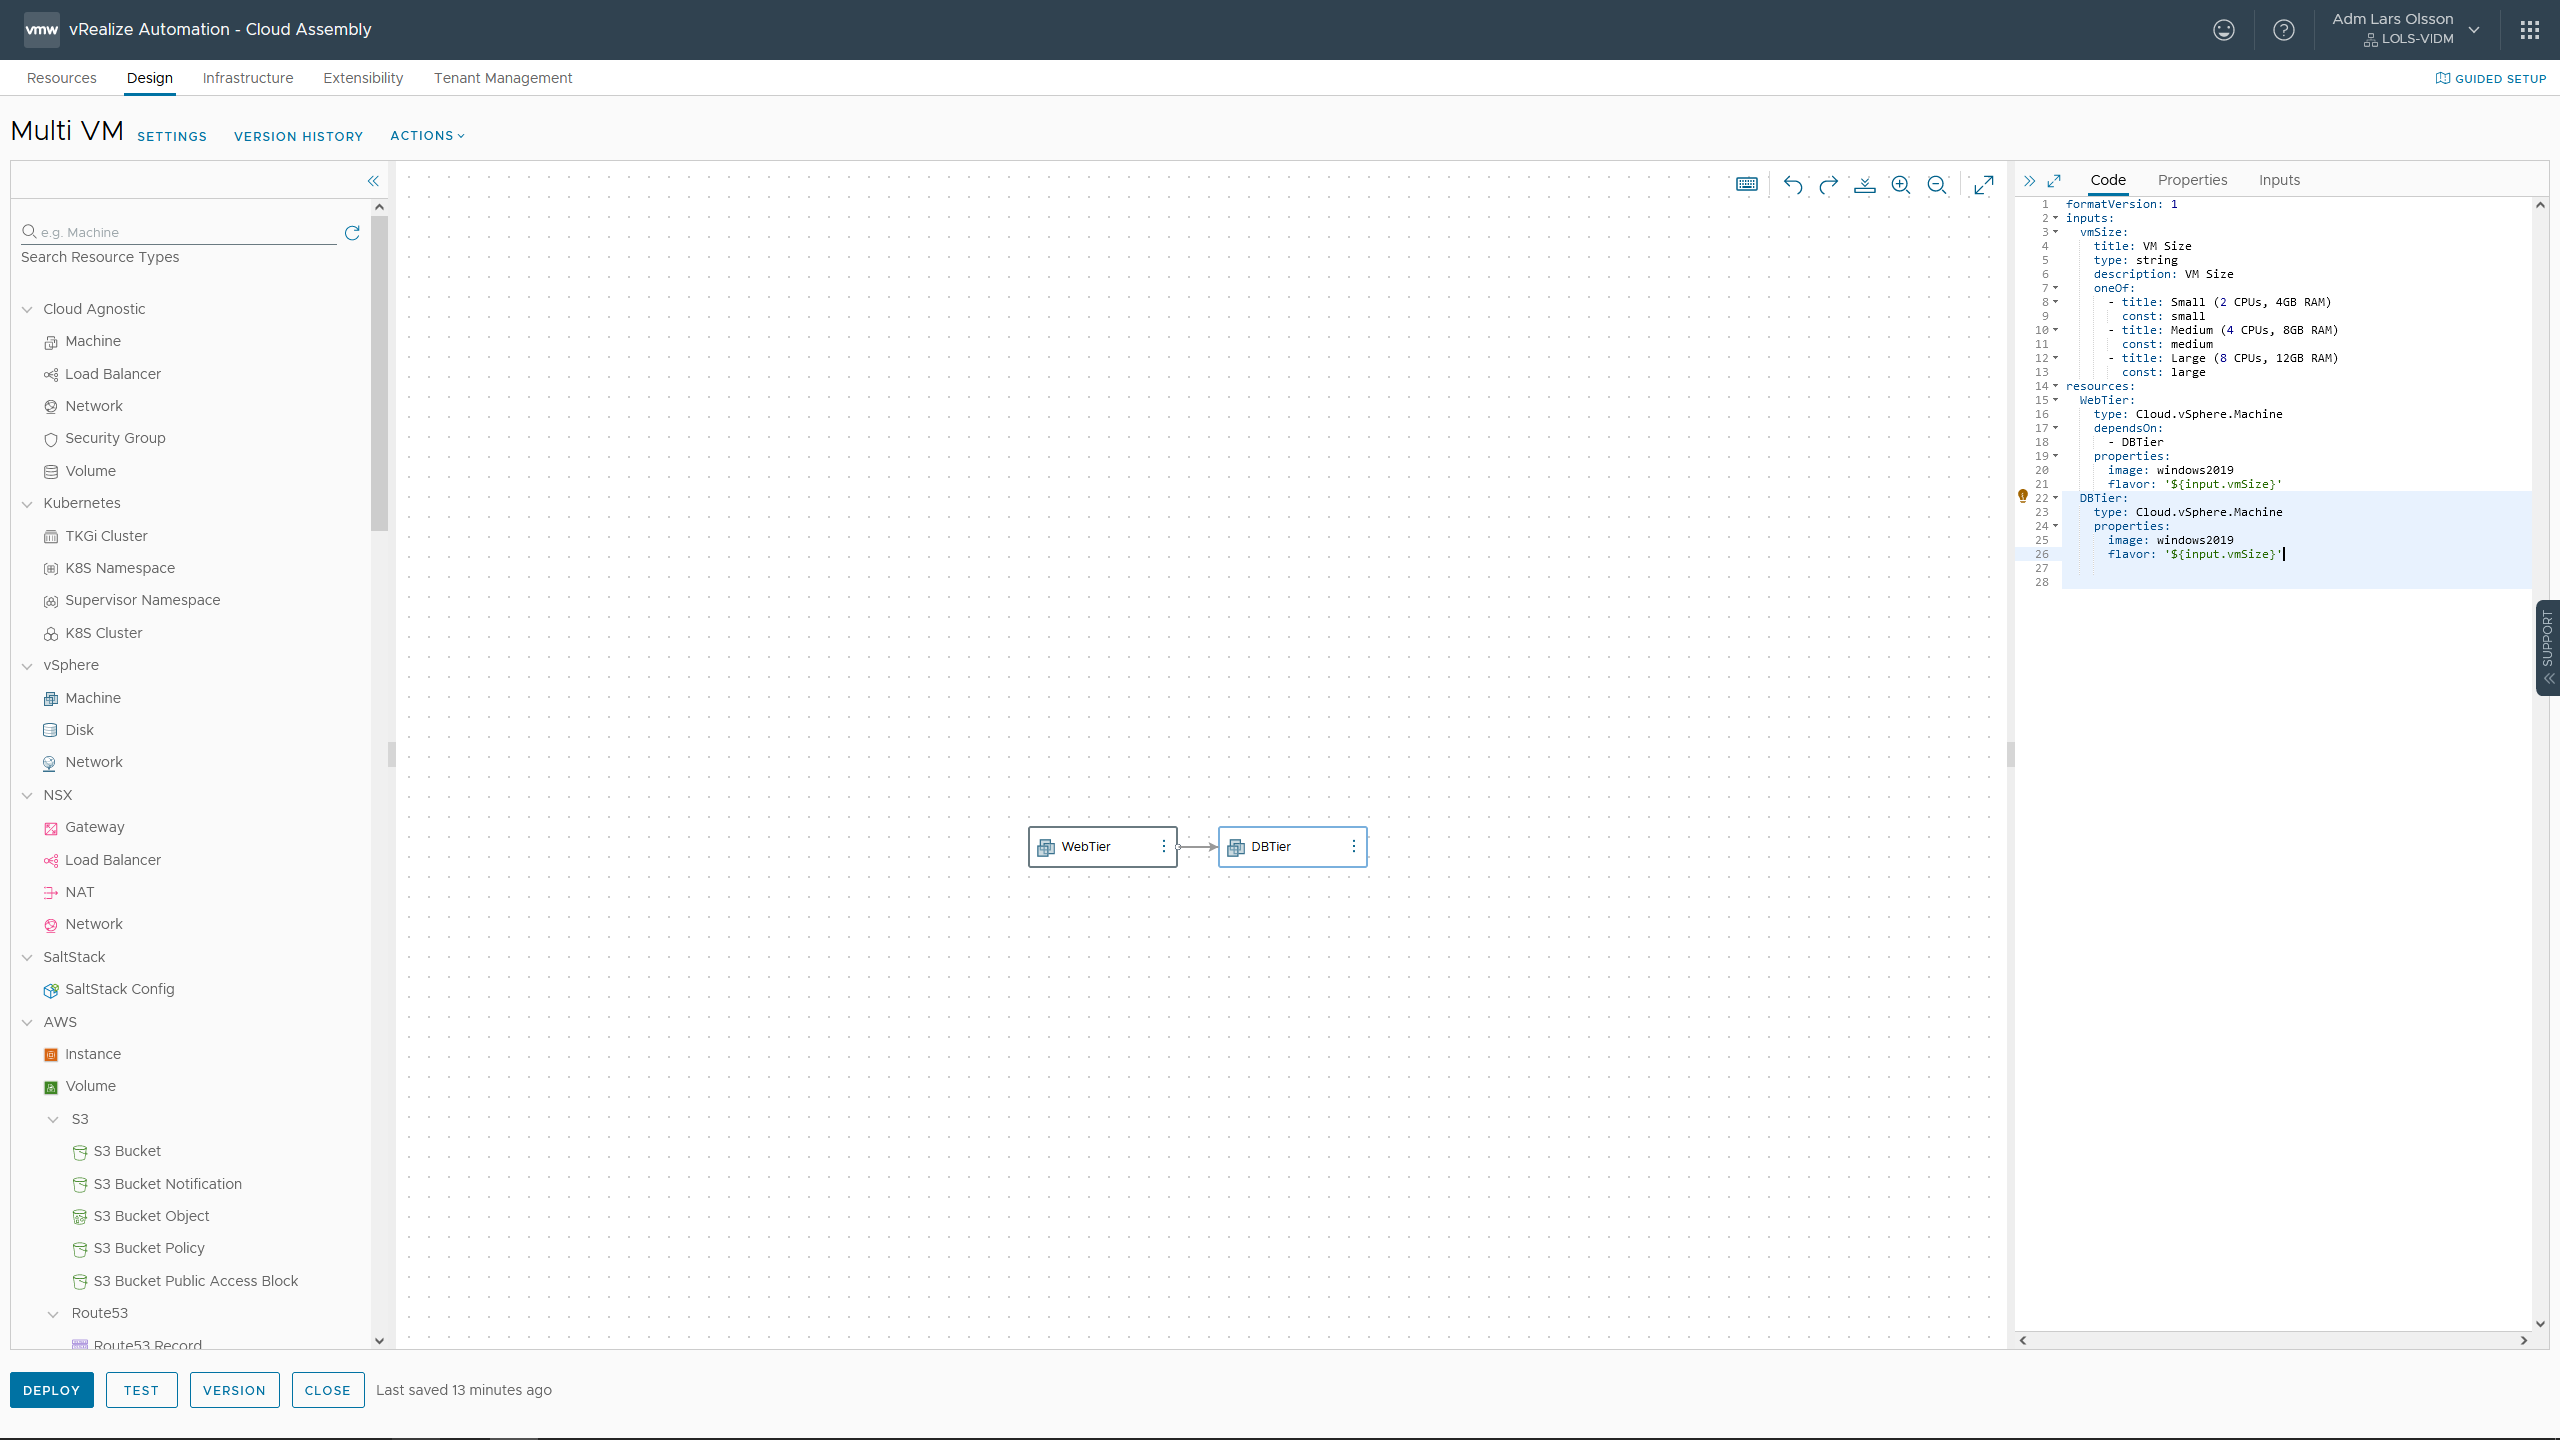 vmw vRealize Automation - Cloud Assembly
Adm Lars Olsson
LOLS-VIDM
Resources Design Infrastructure Extensibility Tenant Management
GUIDED SETUP
Multi VM SETTINGS VERSION HISTORY ACTIONS
e.g. Machine
Search Resource Types
Cloud Agnostic
Machine
Load Balancer
Network
Security Group
Volume
Kubernetes
TKGi Cluster
K8S Namespace
Supervisor Namespace
K8S Cluster
vSphere
Machine
Disk
Network
NSX
Gateway
Load Balancer
NAT
Network
SaltStack
SaltStack Config
AWS
Instance
Volume
S3
S3 Bucket
S3 Bucket Notification
S3 Bucket Object
S3 Bucket Policy
S3 Bucket Public Access Block
Route53
Route53 Record
WebTier
DBTier
Code Properties Inputs
1 formatVersion: 1
2 inputs:
3 vmSize:
4 title: VM Size
5 type: string
6 description: VM Size
7 oneOf:
8 - title: Small (2 CPUs, 4GB RAM)
9 const: small
10 - title: Medium (4 CPUs, 8GB RAM)
11 const: medium
12 - title: Large (8 CPUs, 12GB RAM)
13 const: large
14 resources:
15 WebTier:
16 type: Cloud.vSphere.Machine
17 dependsOn:
18 - DBTier
19 properties:
20 image: windows2019
21 flavor: '${input.vmSize}'
22 DBTier:
23 type: Cloud.vSphere.Machine
24 properties:
25 image: windows2019
26 flavor: '${input.vmSize}'
27
28
SUPPORT
DEPLOY TEST VERSION CLOSE Last saved 13 minutes ago